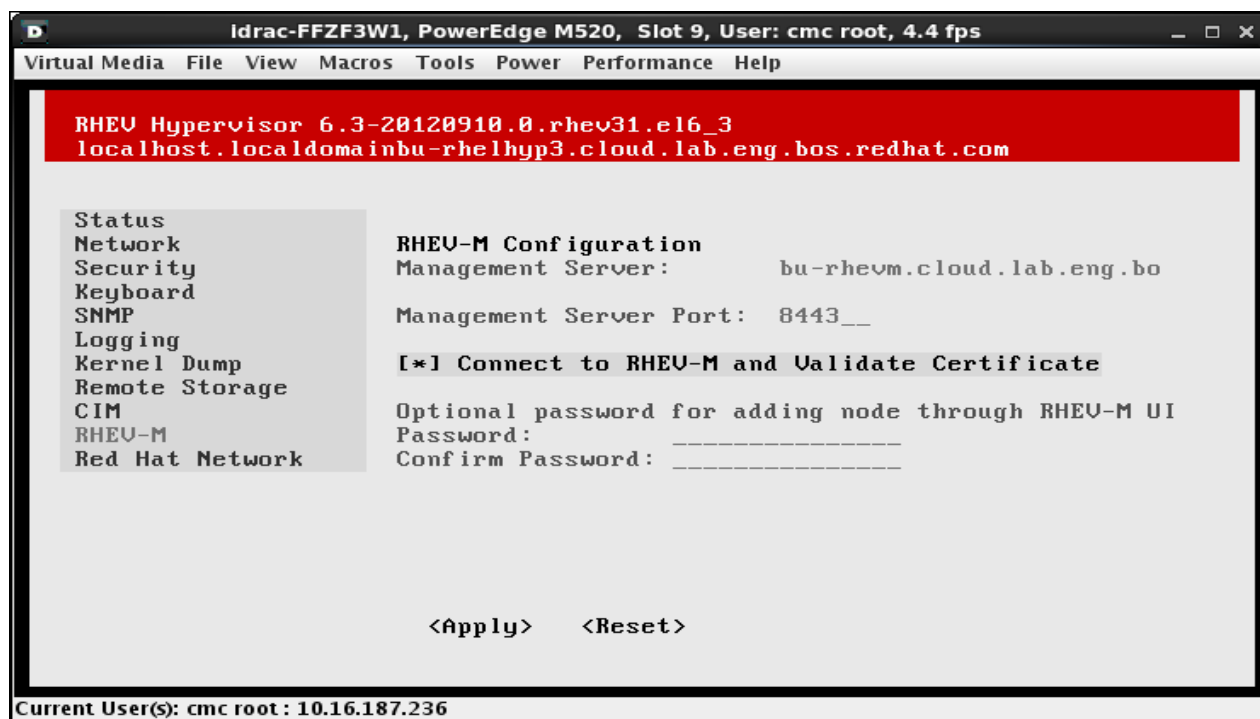 idrac-FFZF3W1, PowerEdge M520, Slot 9, User: cmc root, 4.4 fps
Virtual Media File View Macros Tools Power Performance Help
RHEV Hypervisor 6.3-20120910.0.rhev31.el6_3
localhost.localdomainbu-rhelhyp3.cloud.lab.eng.bos.redhat.com
Status
Network
Security
Keyboard
SNMP
Logging
Kernel Dump
Remote Storage
CIM
RHEV-M
Red Hat Network
RHEV-M Configuration
Management Server: bu-rhevm.cloud.lab.eng.bo
Management Server Port: 8443__
[*] Connect to RHEV-M and Validate Certificate
Optional password for adding node through RHEV-M UI
Password: _______________
Confirm Password: _______________
<Apply> <Reset>
Current User(s): cmc root : 10.16.187.236